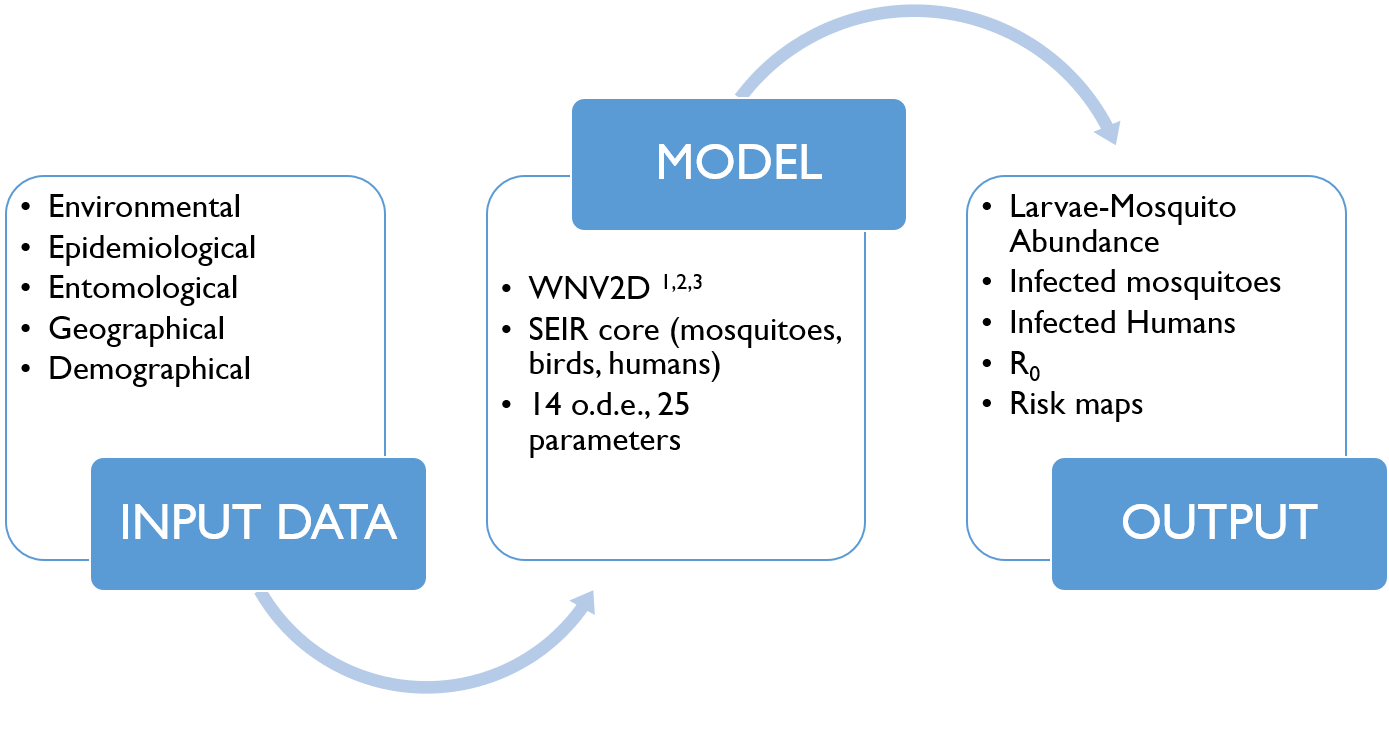 • Environmental
• Epidemiological
• Entomological
• Geographical
• Demographical
INPUT DATA
MODEL
• WNV2D 1,2,3
• SEIR core (mosquitoes,
birds, humans)
• 14 o.d.e., 25
parameters
• Larvae-Mosquito
Abundance
• Infected mosquitoes
• Infected Humans
• R0
• Risk maps
OUTPUT